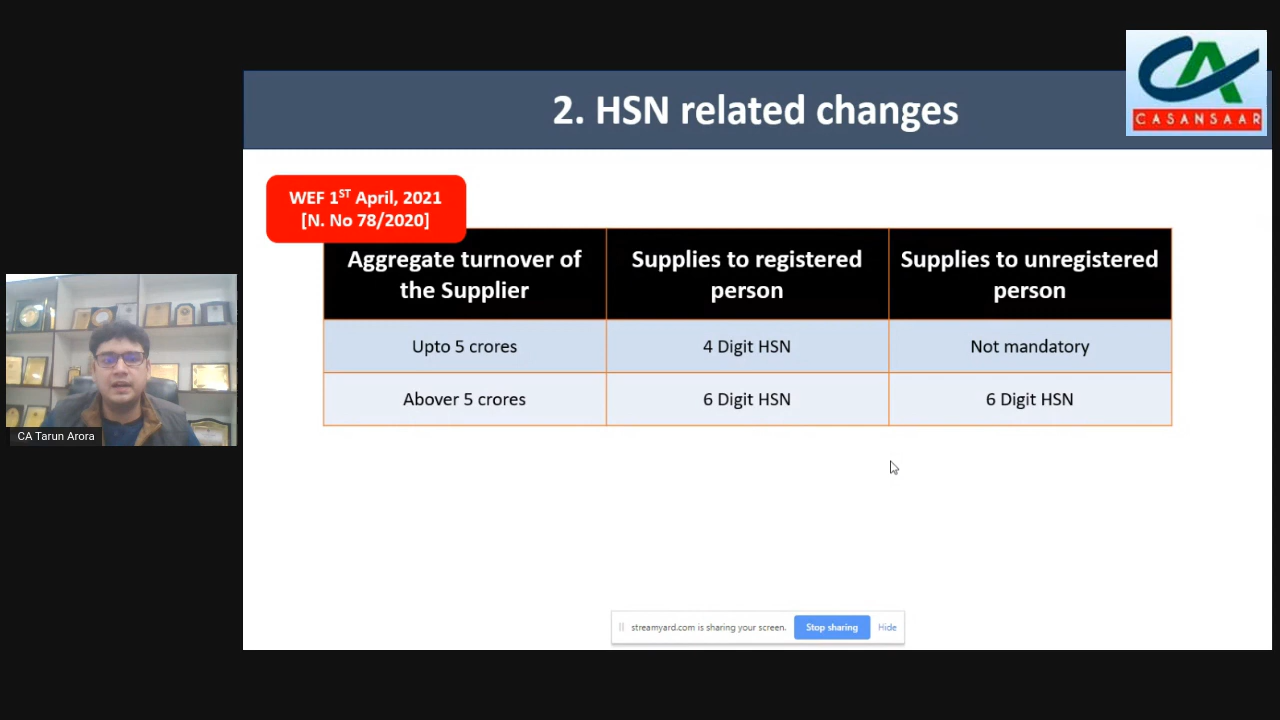 2. HSN related changes
CASANSAAR
WEF 1ST April, 2021
[N. No 78/2020]
Aggregate turnover of
the Supplier
Supplies to registered
person
Supplies to unregistered
person
Upto 5 crores
4 Digit HSN
Not mandatory
Abover 5 crores
6 Digit HSN
6 Digit HSN
CA Tarun Arora
streamyard.com is sharing your screen.
Stop sharing
Hide